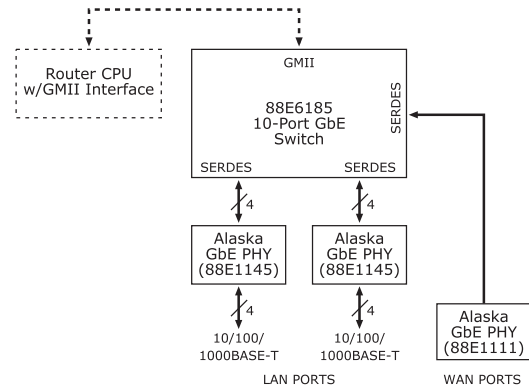 Router CPU
w/GMII Interface
GMII
88E6185
10-Port GbE
Switch
SERDES
SERDES
SERDES
4
4
Alaska
GbE PHY
(88E1145)
Alaska
GbE PHY
(88E1145)
4
4
10/100/
1000BASE-T
10/100/
1000BASE-T
Alaska
GbE PHY
(88E1111)
LAN PORTS
WAN PORTS